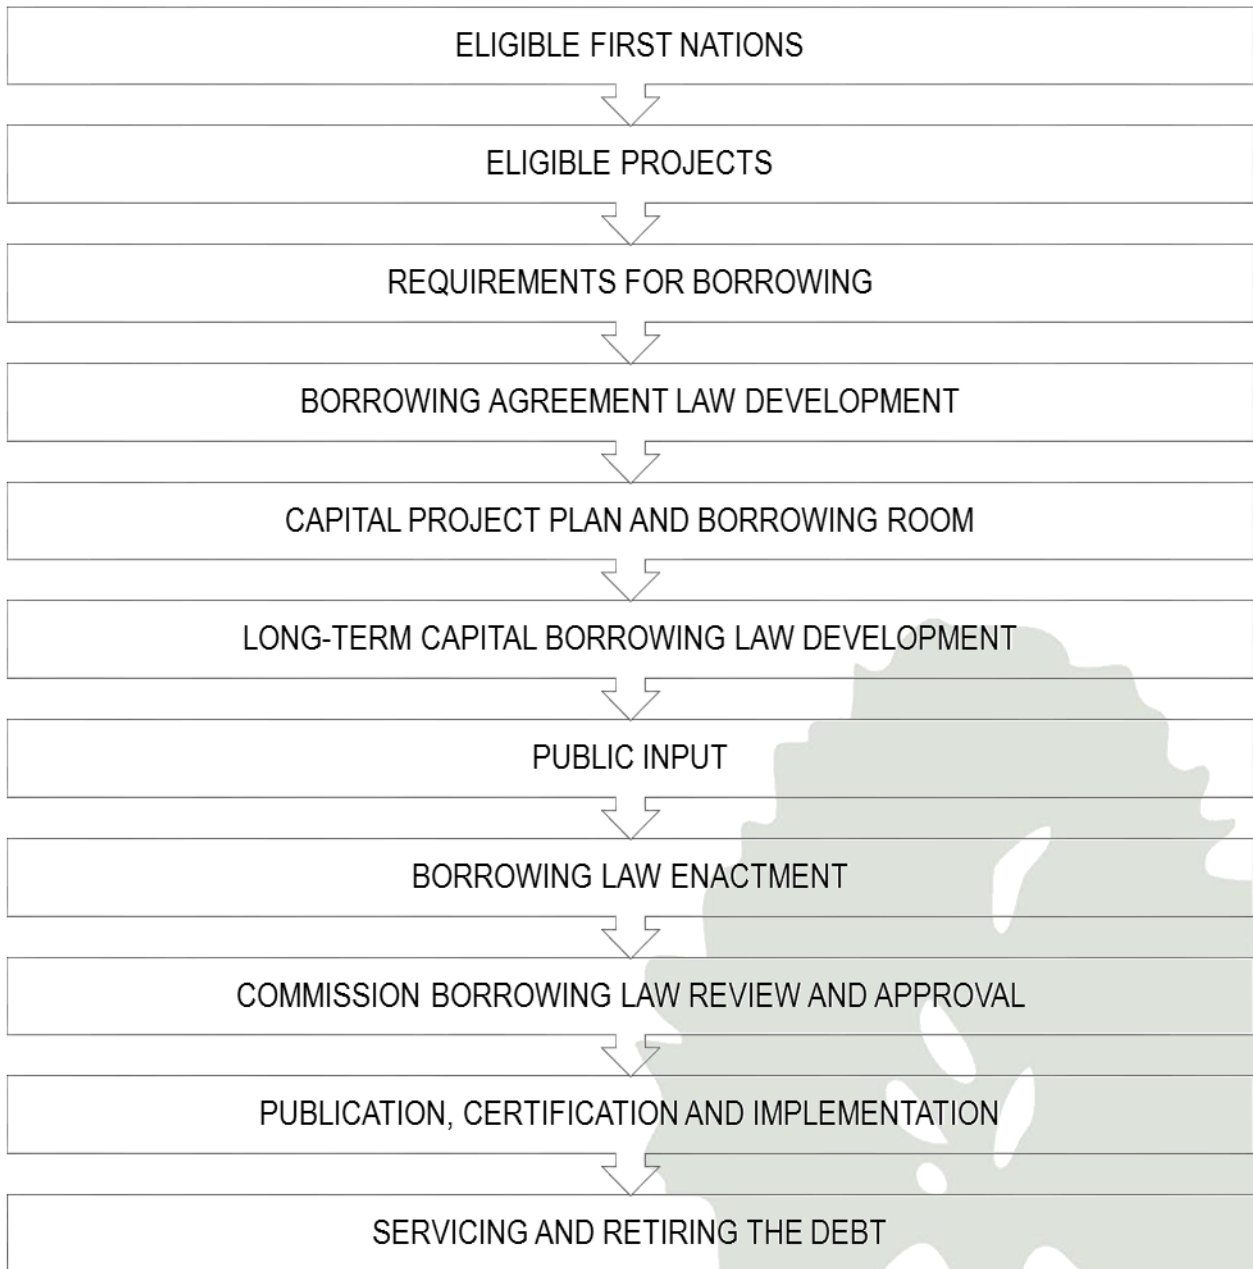 ELIGIBLE FIRST NATIONS
ELIGIBLE PROJECTS
REQUIREMENTS FOR BORROWING
BORROWING AGREEMENT LAW DEVELOPMENT
CAPITAL PROJECT PLAN AND BORROWING ROOM
LONG-TERM CAPITAL BORROWING LAW DEVELOPMENT
PUBLIC INPUT
BORROWING LAW ENACTMENT
COMMISSION BORROWING LAW REVIEW AND APPROVAL
PUBLICATION, CERTIFICATION AND IMPLEMENTATION
SERVICING AND RETIRING THE DEBT